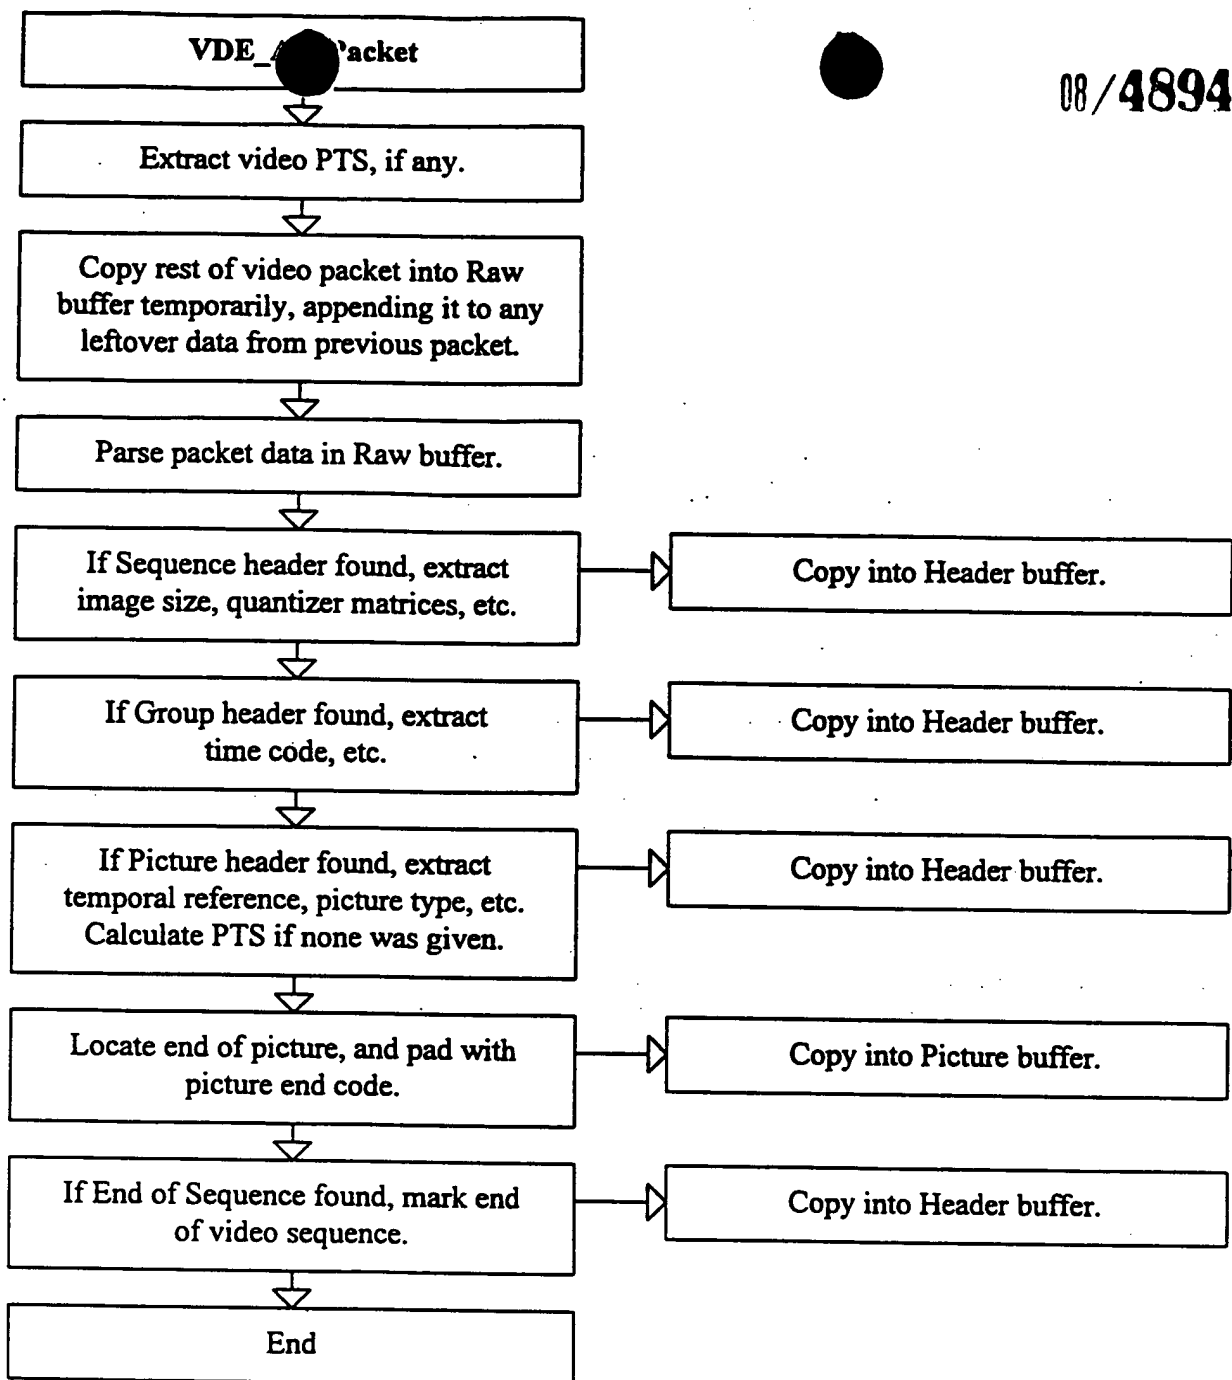 VDE_
Packet
08/4894
Extract video PTS, if any.
Copy rest of video packet into Raw
buffer temporarily, appending it to any
leftover data from previous packet.
Parse packet data in Raw buffer.
If Sequence header found, extract
image size, quantizer matrices, etc.
Copy into Header buffer.
If Group header found, extract
time code, etc.
Copy into Header buffer.
If Picture header found, extract
temporal reference, picture type, etc.
Calculate PTS if none was given.
Copy into Header buffer.
Locate end of picture, and pad with
picture end code.
Copy into Picture buffer.
If End of Sequence found, mark end
of video sequence.
Copy into Header buffer.
End